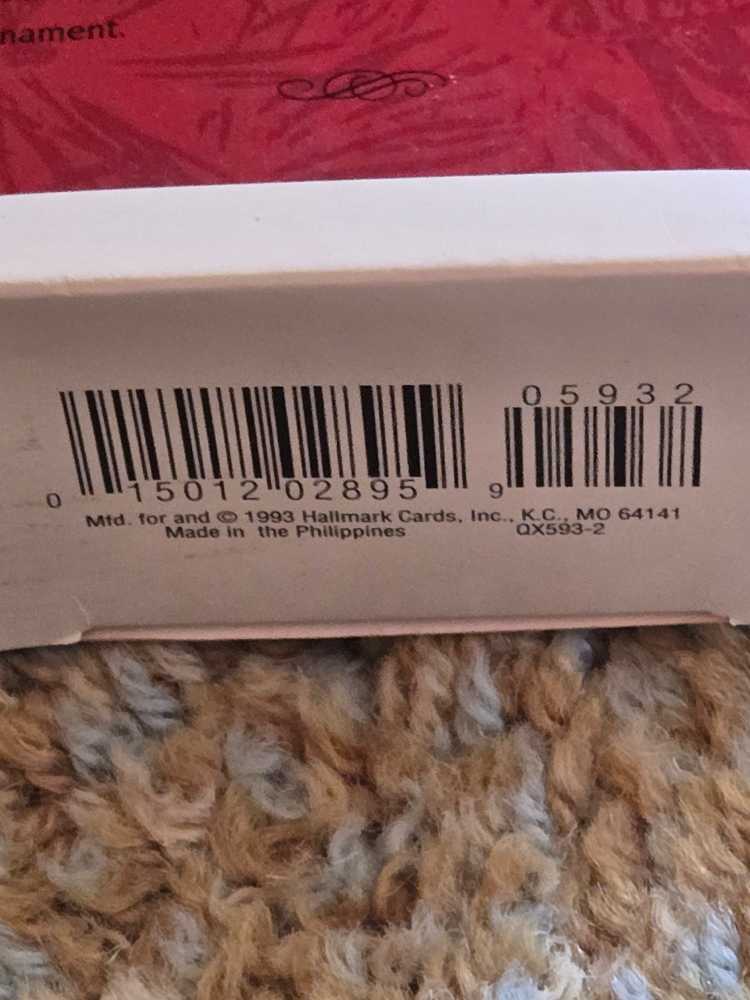 nament.
05932
0 15012 02895 9
Mfd. for and © 1993 Hallmark Cards, Inc., K.C., MO 64141
Made in the Philippines QX593-2